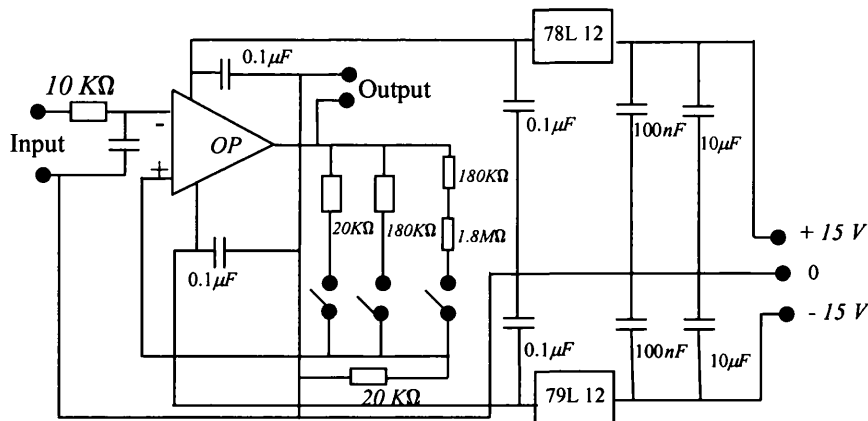 78L 12
0.1μF
10 KΩ
Output
Input
-
OP
+
0.1μF
100nF
10μF
180KΩ
20KΩ
180KΩ
1.8MΩ
+ 15 V
0
- 15 V
0.1μF
0.1μF
100nF
10μF
20 KΩ
79L 12